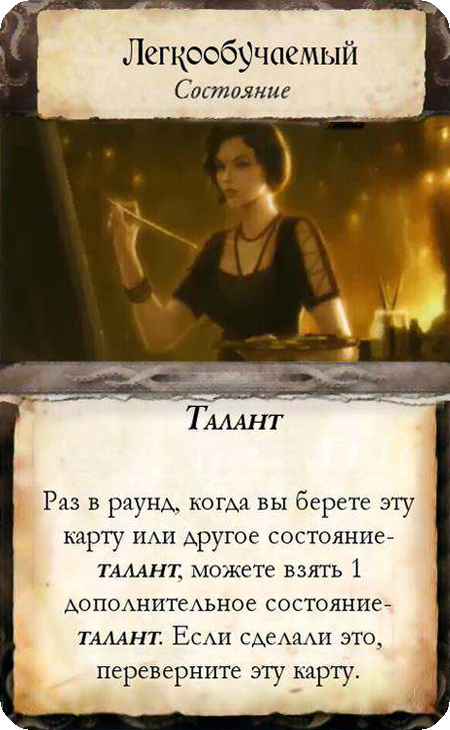 Легкообучаемый
Состояние
Талант
Раз в раунд, когда вы берете эту
карту или другое состояние-
талант, можете взять 1
дополнительное состояние-
талант. Если сделали это,
переверните эту карту.